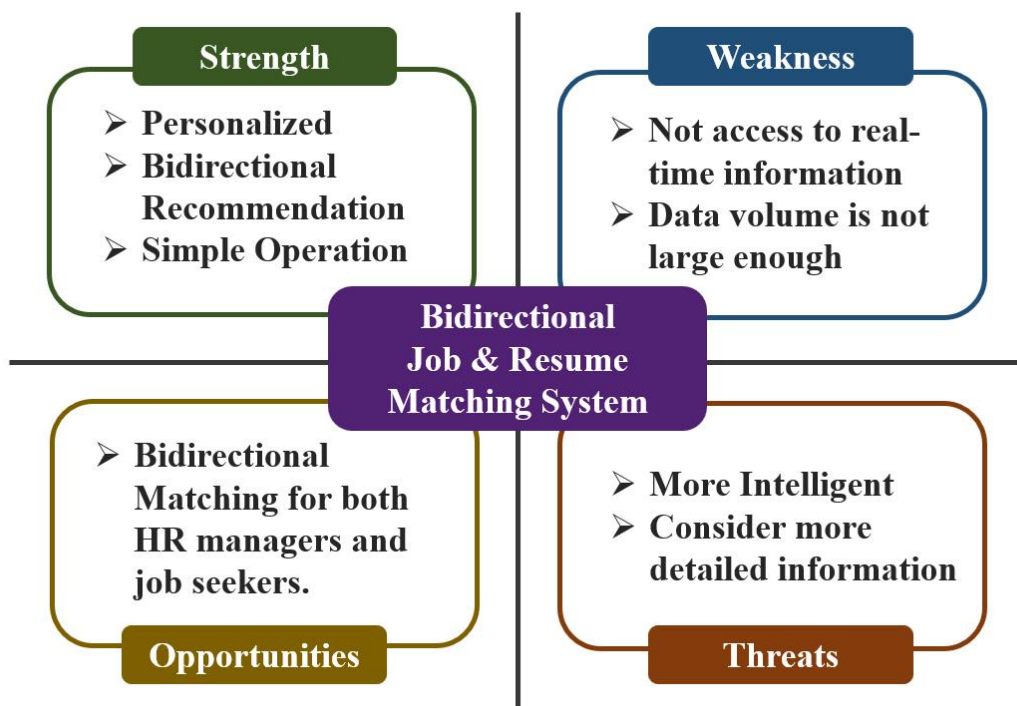 Strength
➢ Personalized
➢ Bidirectional
Recommendation
➢ Simple Operation
Weakness
➢ Not access to real-
time information
➢ Data volume is not
large enough
Bidirectional
Job & Resume
Matching System
➢ Bidirectional
Matching for both
HR managers and
job seekers.
Opportunities
➢ More Intelligent
➢ Consider more
detailed information
Threats